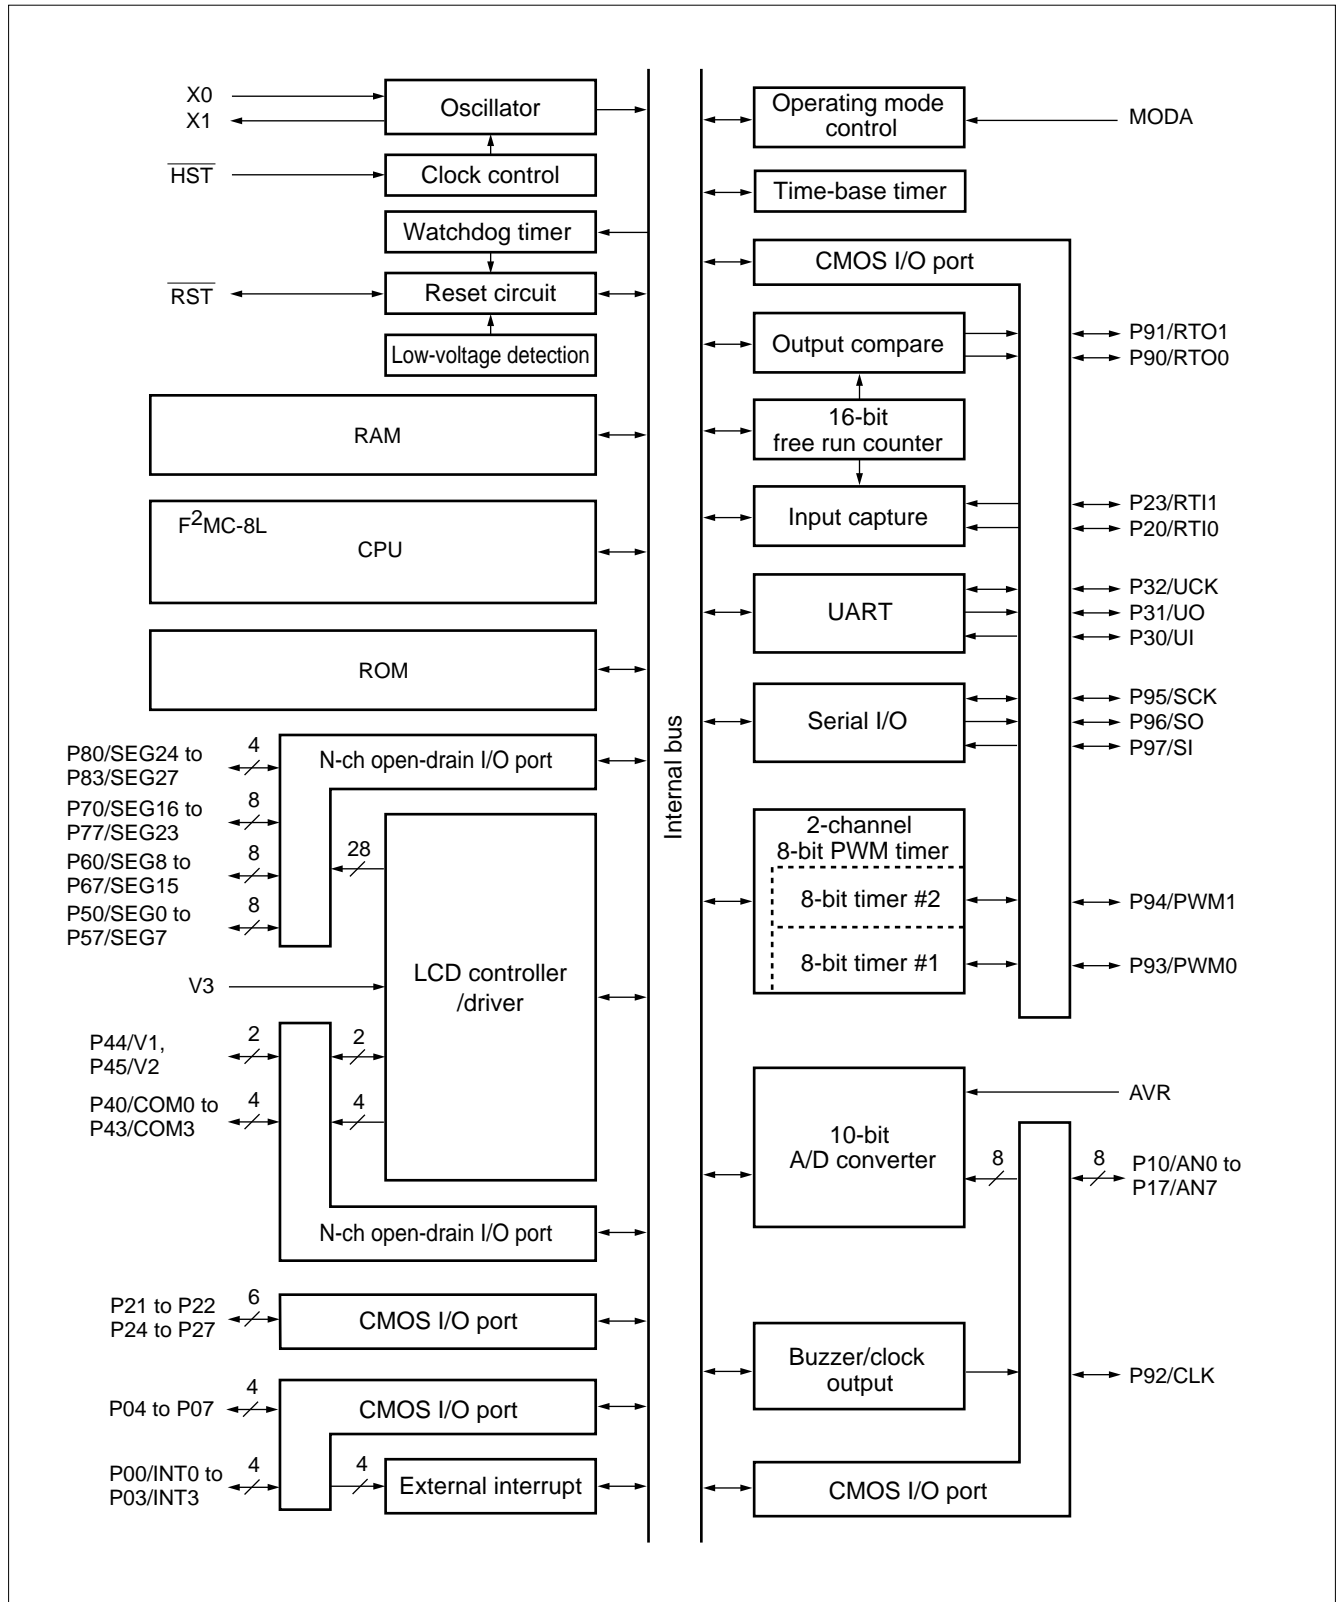 X0
X1
Oscillator
HST
Clock control
Watchdog timer
RST
Reset circuit
Low-voltage detection
RAM
F2MC-8L
CPU
ROM
P80/SEG24 to
P83/SEG27
4
N-ch open-drain I/O port
P70/SEG16 to
P77/SEG23
8
P60/SEG8 to
P67/SEG15
8
28
P50/SEG0 to
P57/SEG7
8
V3
LCD controller
/driver
P44/V1,
P45/V2
2
2
P40/COM0 to
P43/COM3
4
4
N-ch open-drain I/O port
P21 to P22
P24 to P27
6
CMOS I/O port
P04 to P07
4
CMOS I/O port
P00/INT0 to
P03/INT3
4
4
External interrupt
Internal bus
Operating mode
control
MODA
Time-base timer
CMOS I/O port
Output compare
P91/RTO1
P90/RTO0
16-bit
free run counter
Input capture
P23/RTI1
P20/RTI0
UART
P32/UCK
P31/UO
P30/UI
Serial I/O
P95/SCK
P96/SO
P97/SI
2-channel
8-bit PWM timer
8-bit timer #2
P94/PWM1
8-bit timer #1
P93/PWM0
AVR
10-bit
A/D converter
8
8
P10/AN0 to
P17/AN7
Buzzer/clock
output
P92/CLK
CMOS I/O port